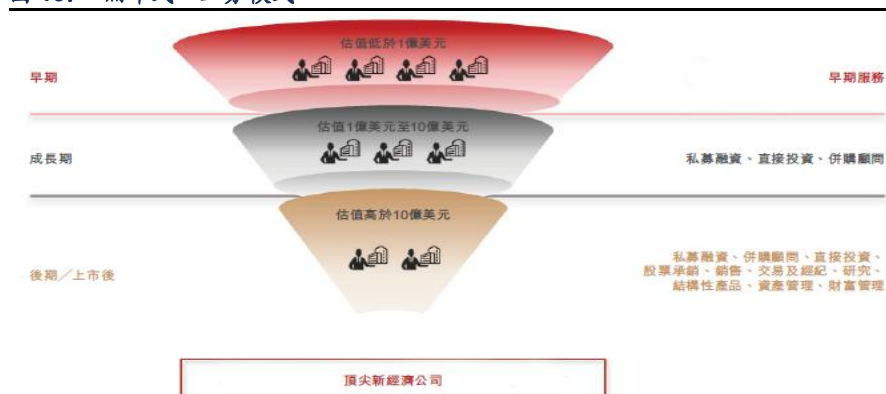 估值低於1億美元
早期
早期服務
估值1億美元至10億美元
成長期
私募融資、直接投資、併購顧問
估值高於10億美元
後期／上市後
私募融資、併購顧問、直接投資、
股票承銷、銷售、交易及經紀、研究、
結構性產品、資產管理、財富管理
頂尖新經濟公司